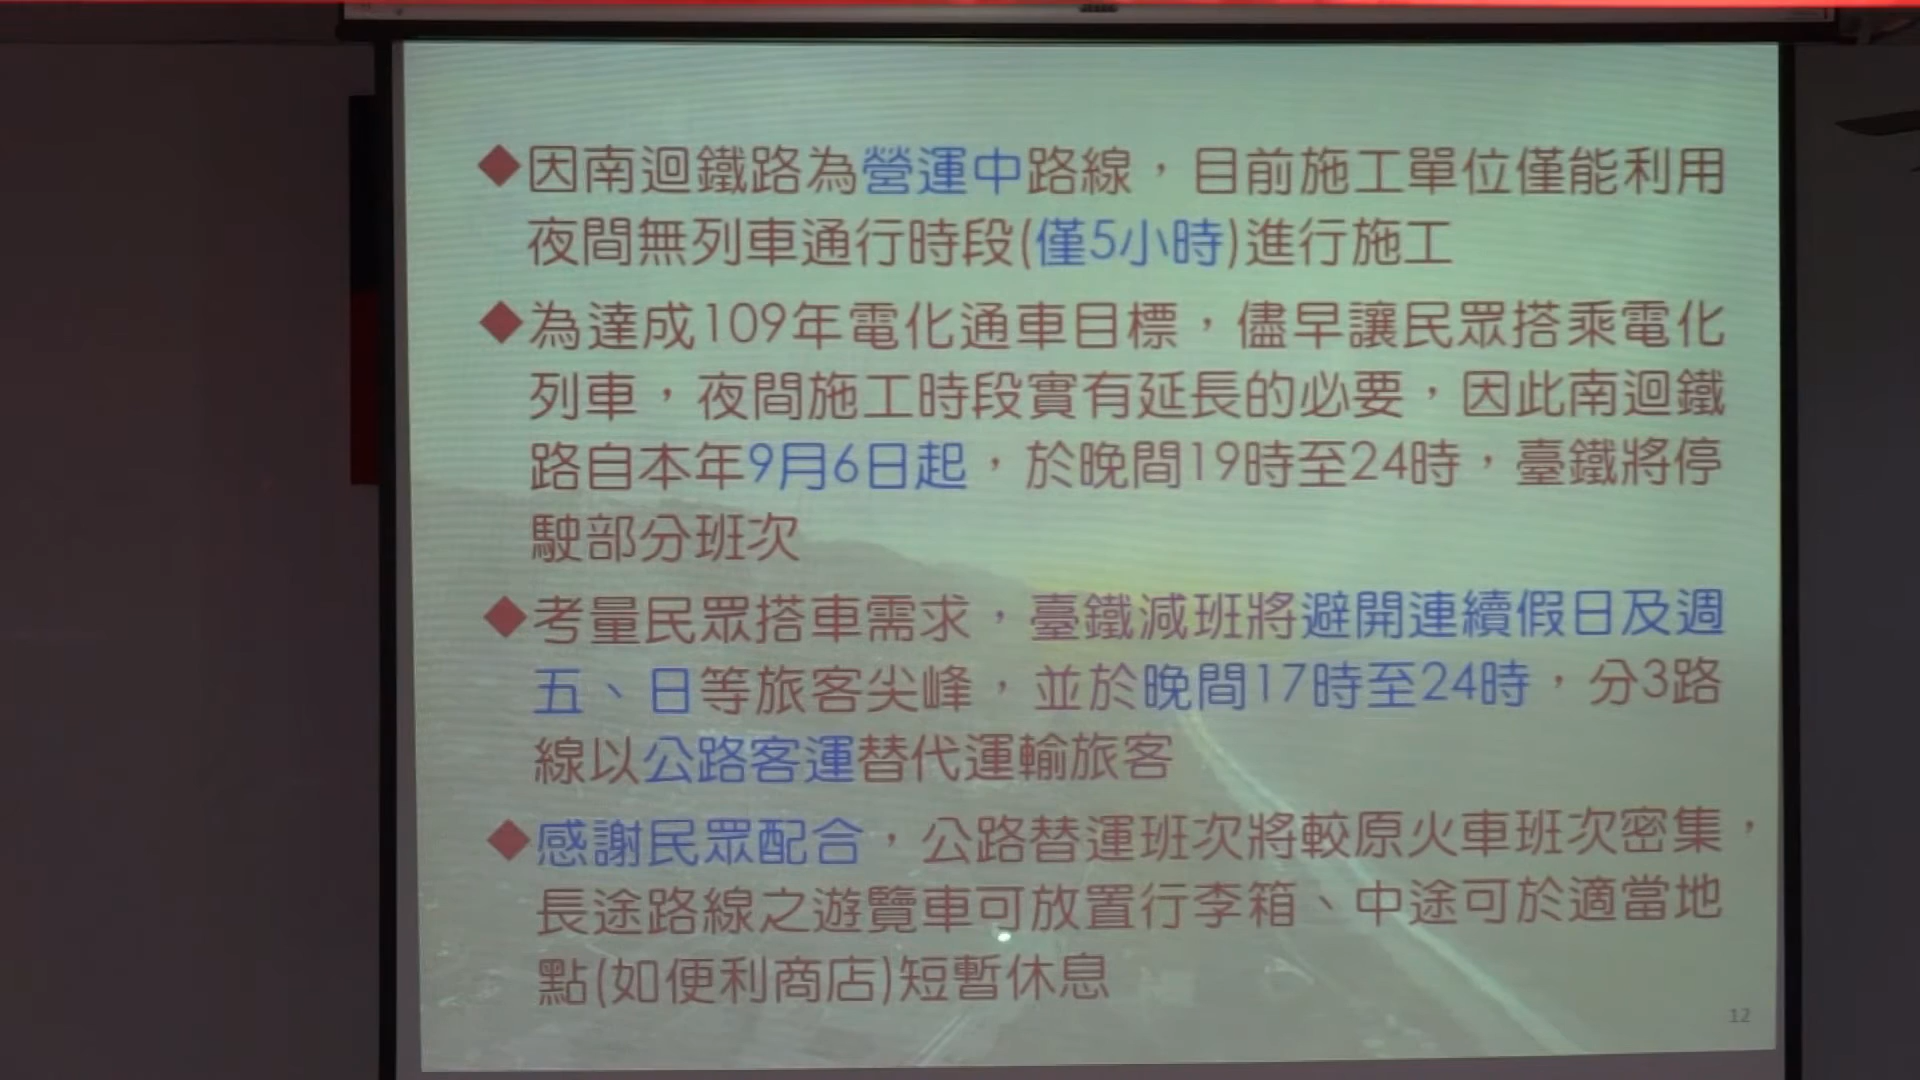 ◆因南迴鐵路為營運中路線，目前施工單位僅能利用
夜間無列車通行時段(僅5小時)進行施工
◆為達成109年電化通車目標，儘早讓民眾搭乘電化
列車，夜間施工時段實有延長的必要，因此南迴鐵
路自本年9月6日起，於晚間19時至24時，臺鐵將停
駛部分班次
◆考量民眾搭車需求，臺鐵減班將避開連續假日及週
五、日等旅客尖峰，並於晚間17時至24時，分3路
線以公路客運替代運輸旅客
◆感謝民眾配合，公路替運班次將較原火車班次密集，
長途路線之遊覽車可放置行李箱、中途可於適當地
點(如便利商店)短暫休息
12